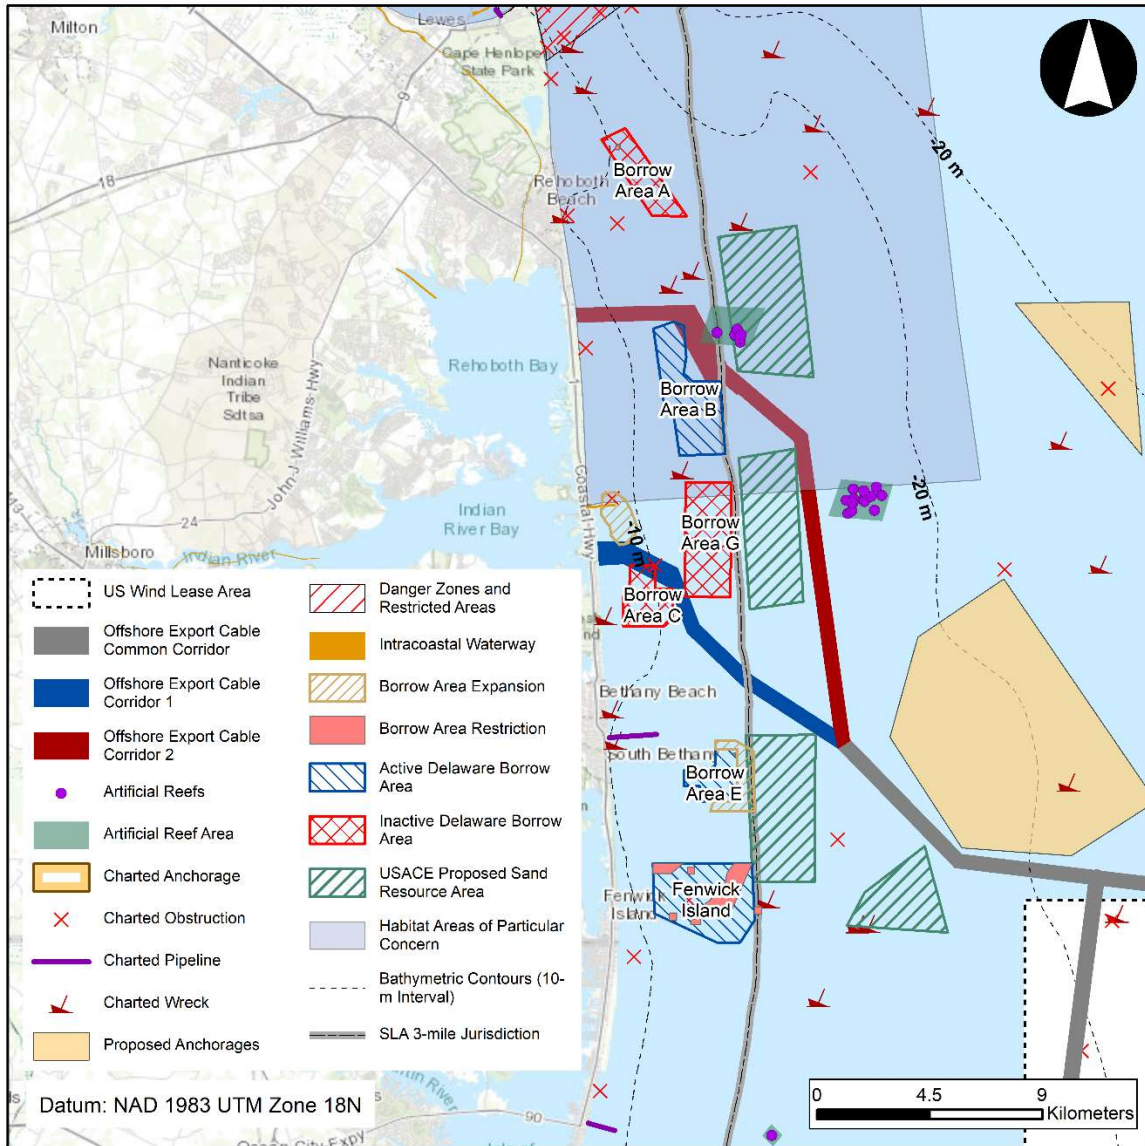 Milton
Lewes
Cape Henlopen
State Park
9
18
1
24
Rehoboth
Beach
Borrow
Area A
-20 m
Rehoboth Bay
Nanticoke
Indian
Tribe
Sdtsa
John J Williams Hwy
Borrow
Area B
-20 m
Coastal Hwy
Indian
River Bay
-10 m
Borrow
Area G
Millsboro
Indian River
Borrow
Area C
Bethany Beach
South Bethany
Borrow
Area E
Fenwick
Island
Fenwick
Island
US Wind Lease Area
Offshore Export Cable
Common Corridor
Offshore Export Cable
Corridor 1
Offshore Export Cable
Corridor 2
Artificial Reefs
Artificial Reef Area
Charted Anchorage
Charted Obstruction
Charted Pipeline
Charted Wreck
Proposed Anchorages
Danger Zones and
Restricted Areas
Intracoastal Waterway
Borrow Area Expansion
Borrow Area Restriction
Active Delaware Borrow
Area
Inactive Delaware Borrow
Area
USACE Proposed Sand
Resource Area
Habitat Areas of Particular
Concern
Bathymetric Contours (10-
m Interval)
SLA 3-mile Jurisdiction
Datum: NAD 1983 UTM Zone 18N
90
Ocean City Expy
0 4.5 9
Kilometers